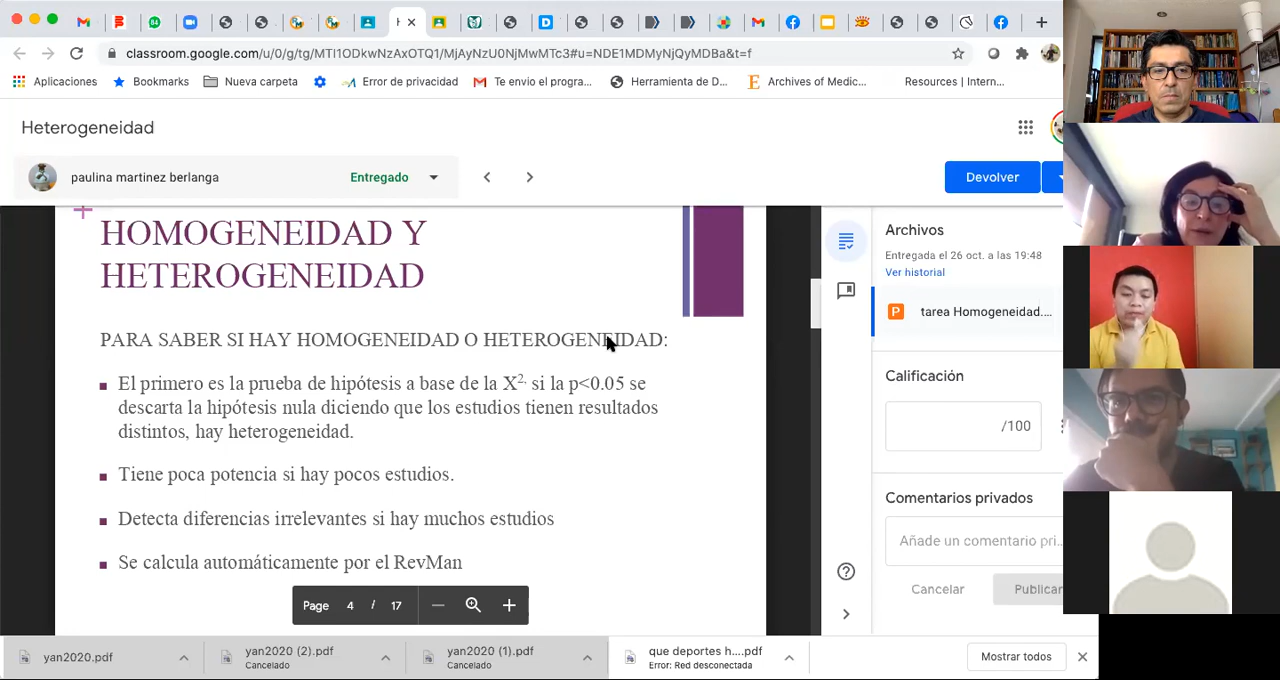 classroom.google.com/u/0/g/tg/MTI1ODkwNzAxOTQ1/MjAvNzU0NjMwMTc3#u=NDE1MDMyNjQyMDBa&t=f
Aplicaciones
Bookmarks
Nueva carpeta
Error de privacidad
Te envio el progra...
Herramienta de D...
Archives of Medic...
Resources | Intern...
Heterogeneidad
paulina martinez berlanga
Entregado
Devolver
HOMOGENEIDAD Y
HETEROGENEIDAD
PARA SABER SI HAY HOMOGENEIDAD O HETEROGENEIDAD:
El primero es la prueba de hipótesis a base de la X2, si la p<0.05 se
descarta la hipótesis nula diciendo que los estudios tienen resultados
distintos, hay heterogeneidad.
Tiene poca potencia si hay pocos estudios.
Detecta diferencias irrelevantes si hay muchos estudios
Se calcula automáticamente por el RevMan
Page 4 / 17
Archivos
Entregada el 26 oct. a las 19:48
Ver historial
tarea Homogeneidad....
Calificación
/100
Comentarios privados
Añade un comentario pri...
Cancelar
Publicar
yan2020.pdf
yan2020 (2).pdf
Cancelado
yan2020 (1).pdf
Cancelado
que deportes h....pdf
Error: Red desconectada
Mostrar todos